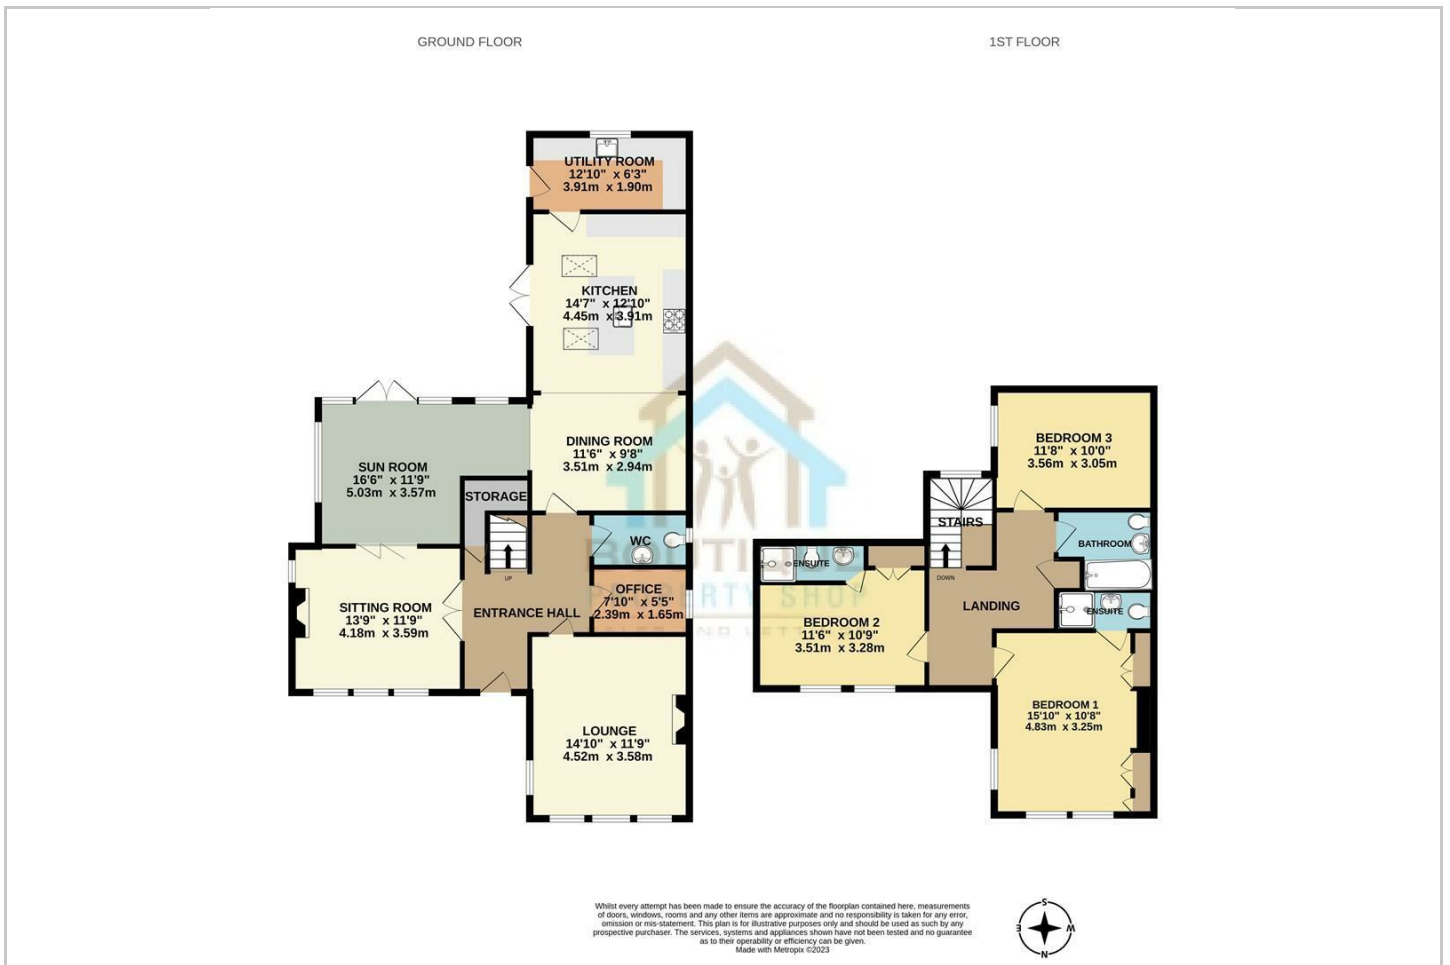 GROUND FLOOR
1ST FLOOR
UTILITY ROOM
12'10" x 6'3"
3.91m x 1.90m
KITCHEN
14'7" x 12'10"
4.45m x 3.91m
DINING ROOM
11'6" x 9'8"
3.51m x 2.94m
SUN ROOM
16'6" x 11'9"
5.03m x 3.57m
STORAGE
WC
UP
OFFICE
7'10" x 5'5"
2.39m x 1.65m
SITTING ROOM
13'9" x 11'9"
4.18m x 3.59m
ENTRANCE HALL
LOUNGE
14'10" x 11'9"
4.52m x 3.58m
BOUTIQUE
PROPERTY SHOP
SALES AND LETTINGS
BEDROOM 3
11'8" x 10'0"
3.56m x 3.05m
STAIRS
BATHROOM
ENSUITE
DOWN
LANDING
ENSUITE
BEDROOM 2
11'6" x 10'9"
3.51m x 3.28m
BEDROOM 1
15'10" x 10'8"
4.83m x 3.25m
Whilst every attempt has been made to ensure the accuracy of the floorplan contained here, measurements
of doors, windows, rooms and any other items are approximate and no responsibility is taken for any error,
omission or mis-statement. This plan is for illustrative purposes only and should be used as such by any
prospective purchaser. The services, systems and appliances shown have not been tested and no guarantee
as to their operability or efficiency can be given.
Made with Metropix ©2023
S
E
W
N